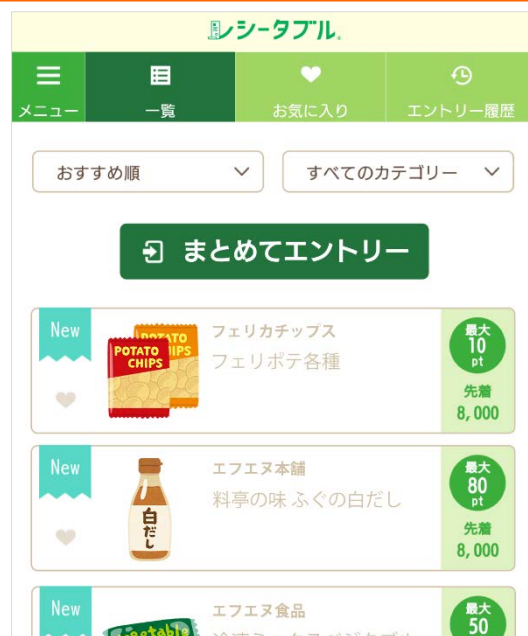 レシータブル。
メニュー
一覧
お気に入り
エントリー履歴
おすすめ順
すべてのカテゴリー
まとめてエントリー
New
POTATO CHIPS
POTATO CHIPS
フェリカチップス
フェリポテ各種
最大
10
pt
先着
8,000
New
白だし
エフエヌ本舗
料亭の味 ふぐの白だし
最大
80
pt
先着
8,000
New
エフエヌ食品
最大
50